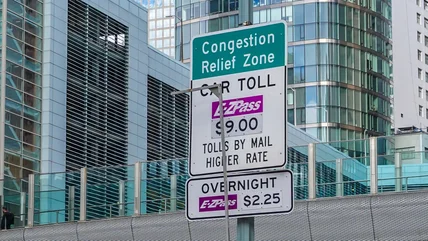 Congestion
Relief Zone
CAR TOLL
E-ZPass
$9.00
TOLLS BY MAIL
HIGHER RATE
OVERNIGHT
E-ZPass $2.25